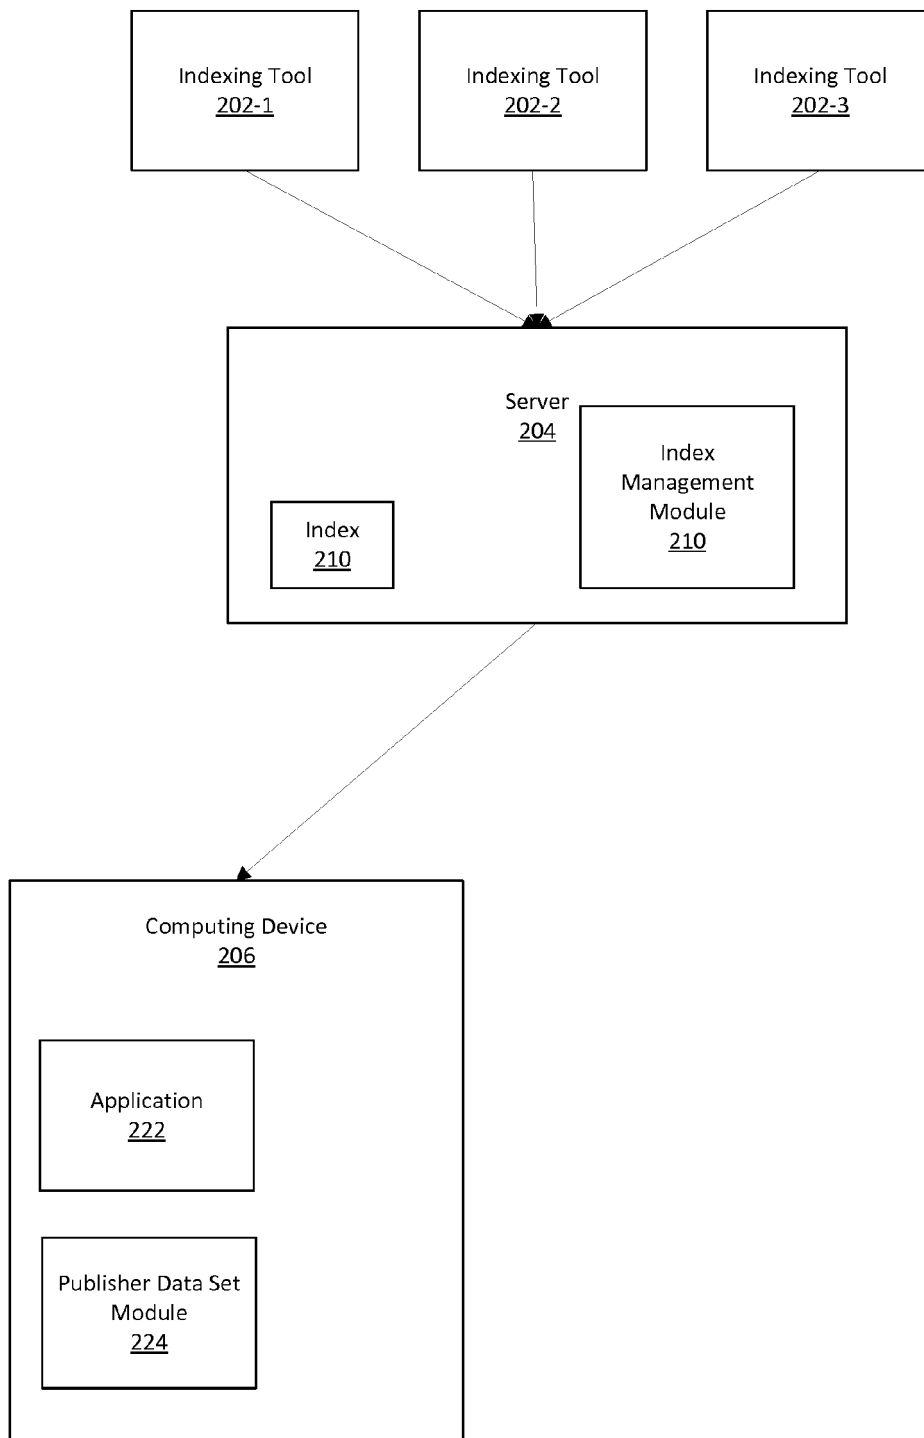 Indexing Tool
202-1
Indexing Tool
202-2
Indexing Tool
202-3
Server
204
Index
Management
Module
210
Index
210
Computing Device
206
Application
222
Publisher Data Set
Module
224